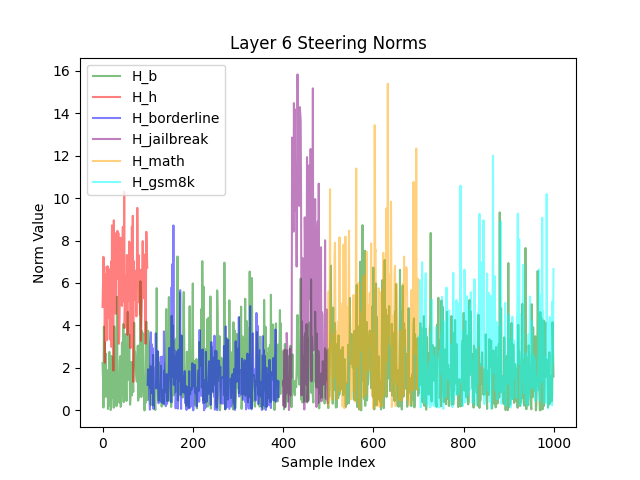 Layer 6 Steering Norms
16
14
12
10
8
6
4
2
0
Norm Value
H_b
H_h
H_borderline
H_jailbreak
H_math
H_gsm8k
0 200 400 600 800 1000
Sample Index